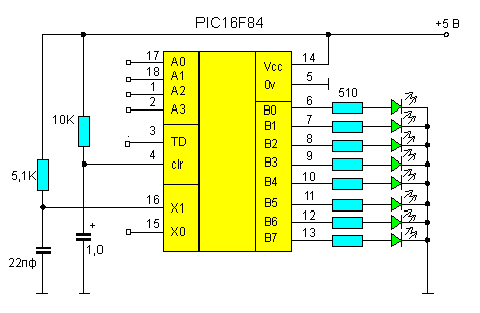 PIC16F84
+5 В
17 A0
18 A1
1 A2
2 A3
3 TD
4 clr
16 X1
15 X0
Vcc 14
0v 5
B0 6
B1 7
B2 8
B3 9
B4 10
B5 11
B6 12
B7 13
510
10К
5,1К
22пф
+
1,0